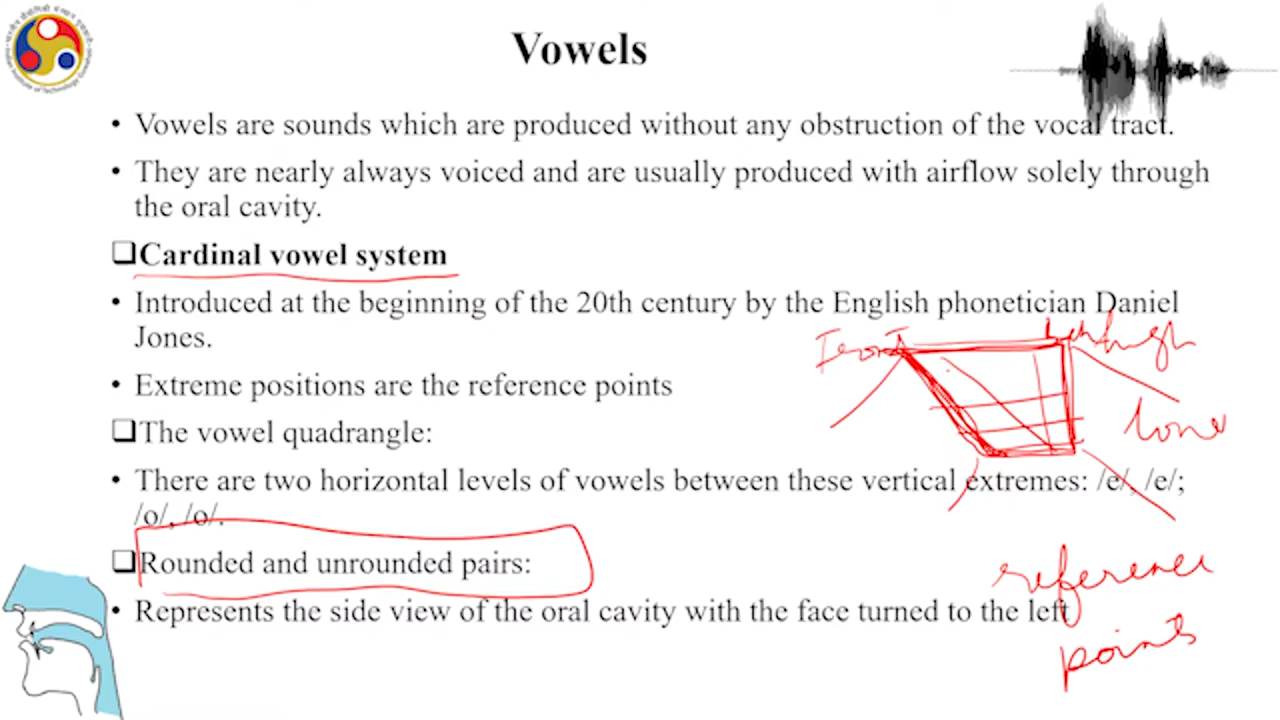 Vowels
• Vowels are sounds which are produced without any obstruction of the vocal tract.
• They are nearly always voiced and are usually produced with airflow solely through
the oral cavity.
❑Cardinal vowel system
• Introduced at the beginning of the 20th century by the English phonetician Daniel
Jones.
high
• Extreme positions are the reference points
❑The vowel quadrangle:
• There are two horizontal levels of vowels between these vertical extremes: /e/, /e/;
/o/, /o/.
❑Rounded and unrounded pairs:
reference
• Represents the side view of the oral cavity with the face turned to the left
points